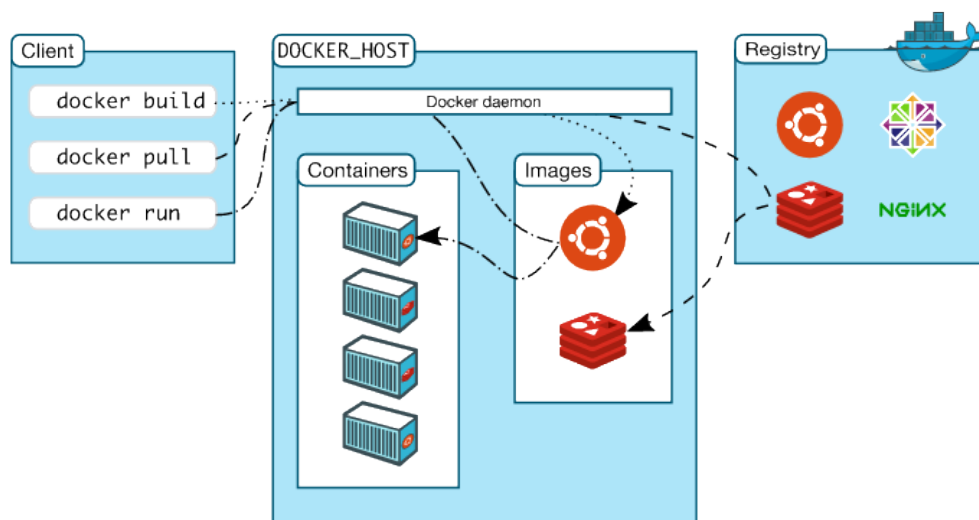 Client
docker build
docker pull
docker run
DOCKER_HOST
Docker daemon
Containers
Images
Registry
NGiNX